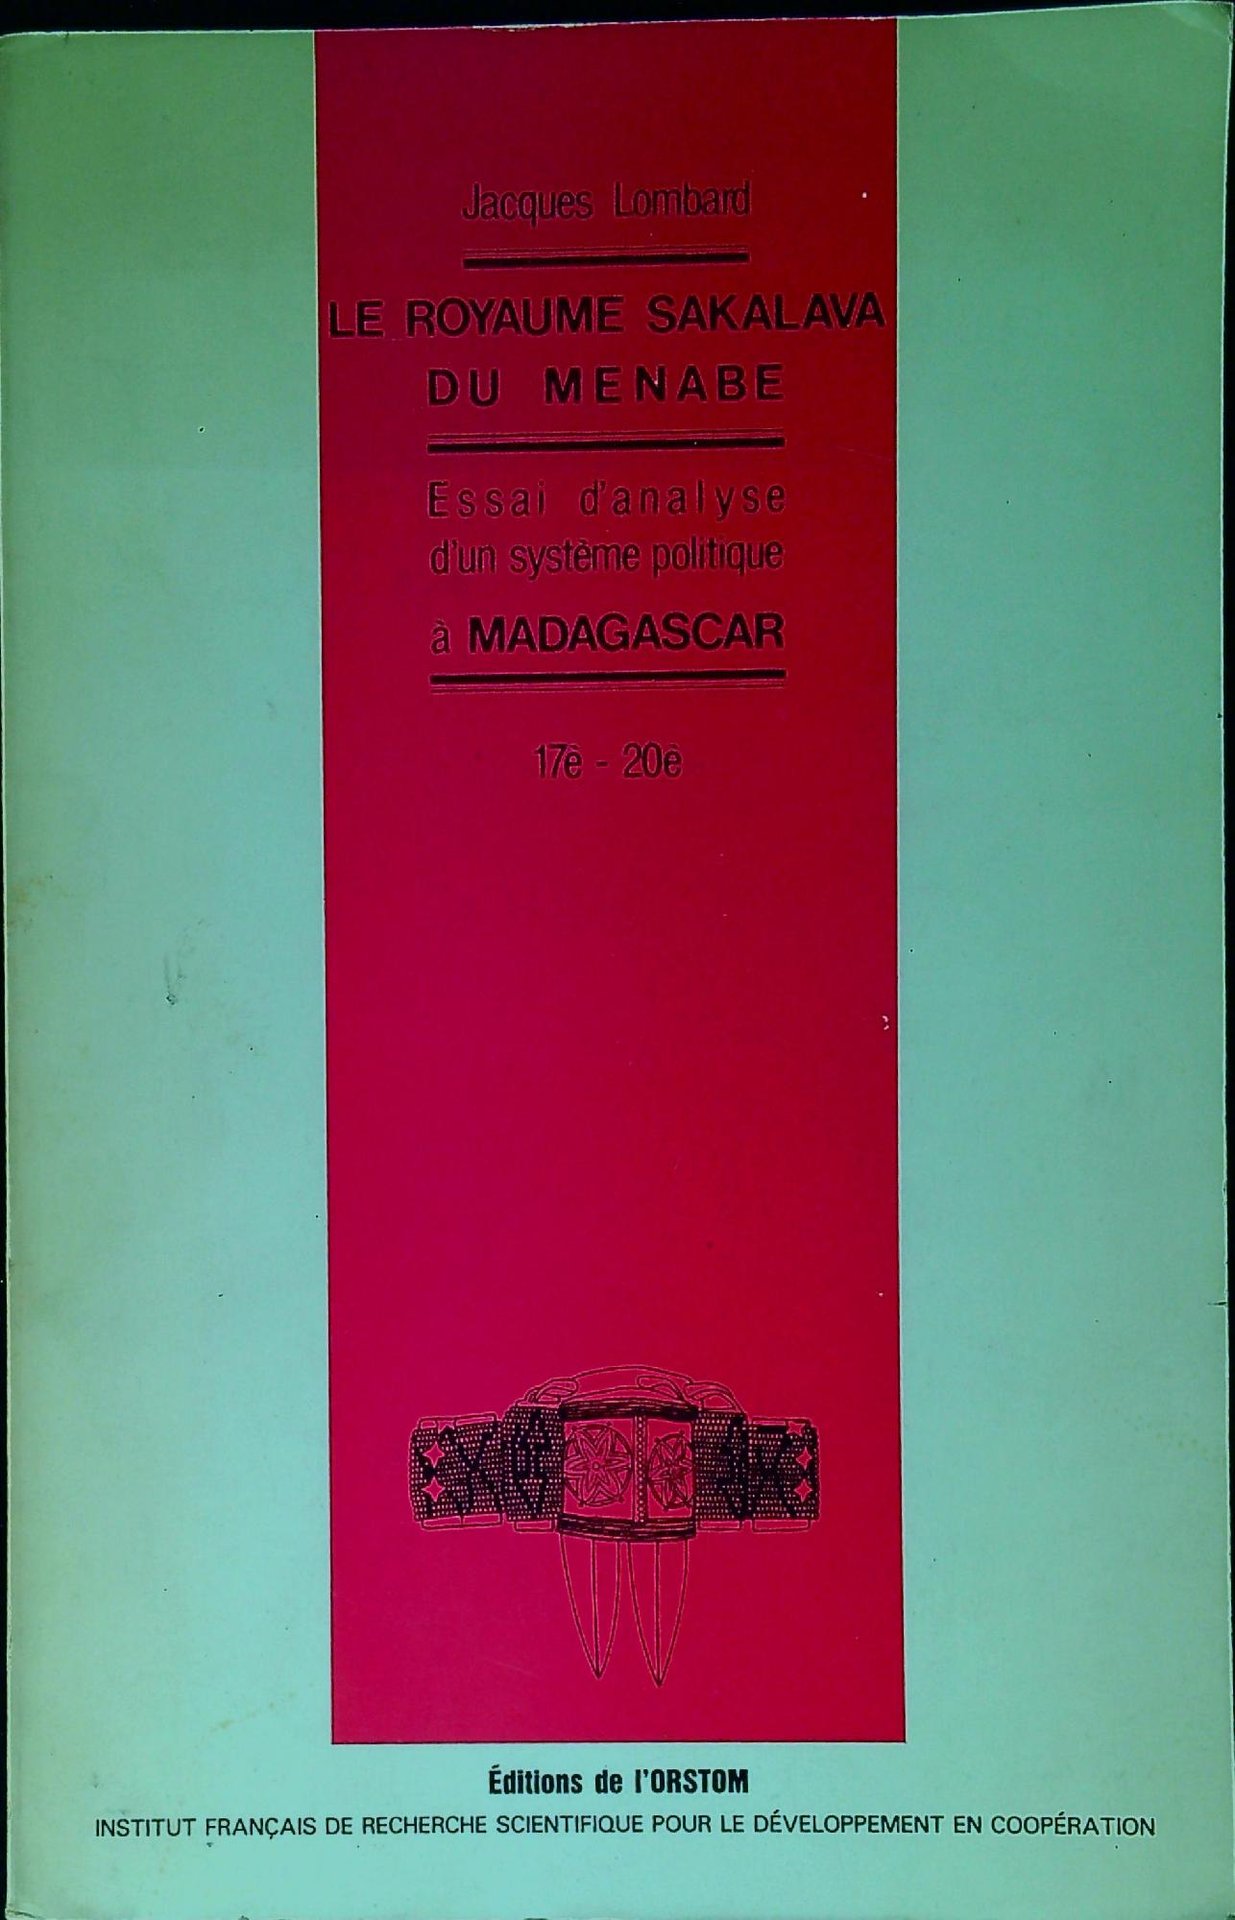 Jacques Lombard
LE ROYAUME SAKALAVA
DU MENABE
Essai d'analyse
d'un système politique
à MADAGASCAR
17è - 20è
Éditions de l'ORSTOM
INSTITUT FRANÇAIS DE RECHERCHE SCIENTIFIQUE POUR LE DÉVELOPPEMENT EN COOPÉRATION